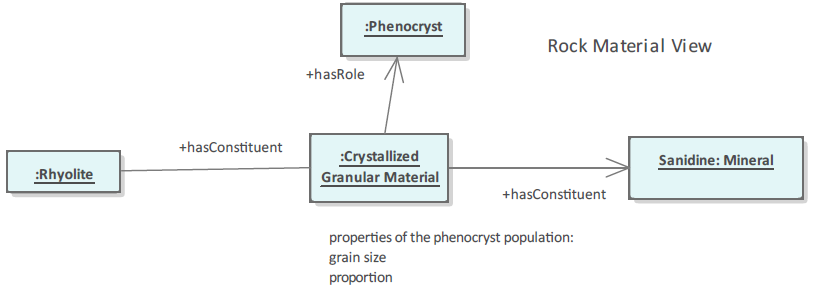 :Phenocryst
Rock Material View
+hasRole
+hasConstituent
:Rhyolite
:Crystallized
Granular Material
Sanidine: Mineral
+hasConstituent
properties of the phenocryst population:
grain size
proportion